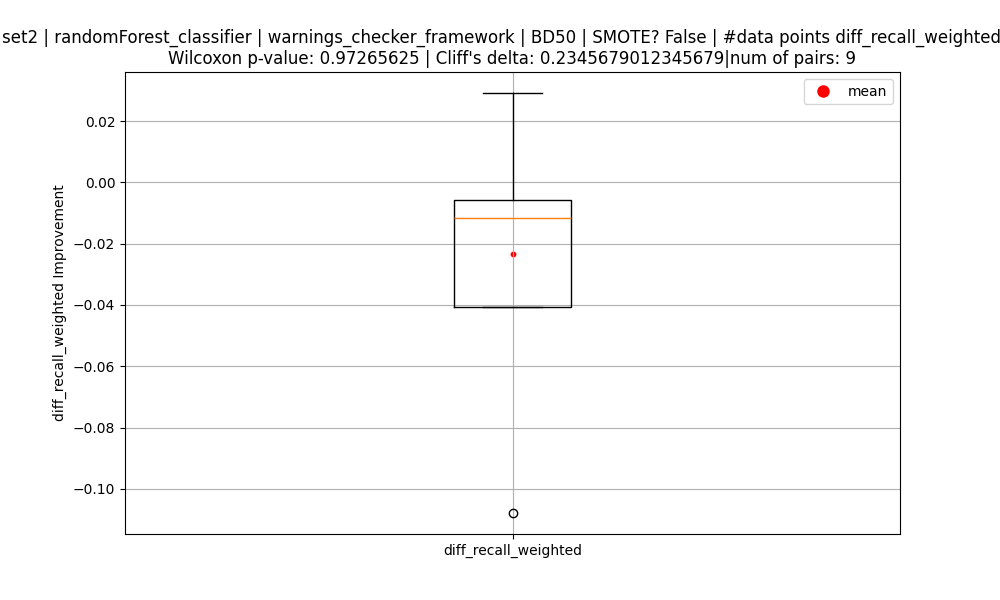 set2 | randomForest_classifier | warnings_checker_framework | BD50 | SMOTE? False | #data points diff_recall_weighted
Wilcoxon p-value: 0.97265625 | Cliff's delta: 0.2345679012345679|num of pairs: 9
mean
0.02
0.00
−0.02
−0.04
−0.06
−0.08
−0.10
diff_recall_weighted Improvement
diff_recall_weighted